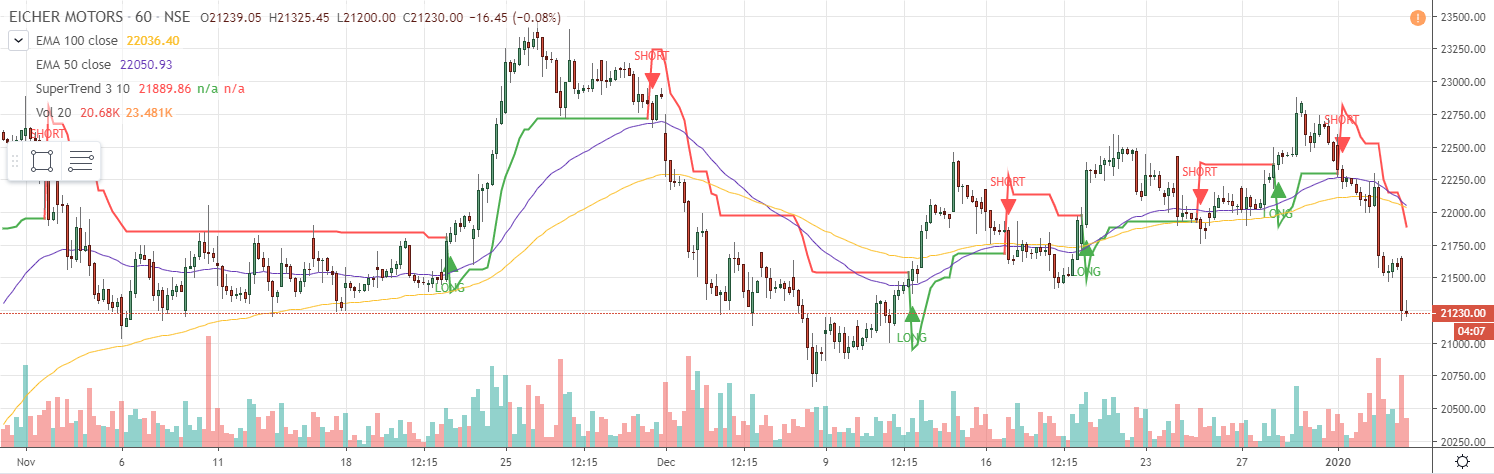 EICHER MOTORS · 60 · NSE O21239.05 H21325.45 L21200.00 C21230.00 −16.45 (−0.08%)
EMA 100 close 22036.40
EMA 50 close 22050.93
SuperTrend 3 10 21889.86 n/a n/a
Vol 20 20.68K 23.481K
SHORT
SHORT
SHORT
SHORT
SHORT
LONG
LONG
LONG
LONG
23500.00
23250.00
23000.00
22750.00
22500.00
22250.00
22000.00
21750.00
21500.00
21230.00
04:07
21000.00
20750.00
20500.00
20250.00
Nov 6 11 18 12:15 25 12:15 Dec 12:15 9 12:15 16 12:15 23 27 2020